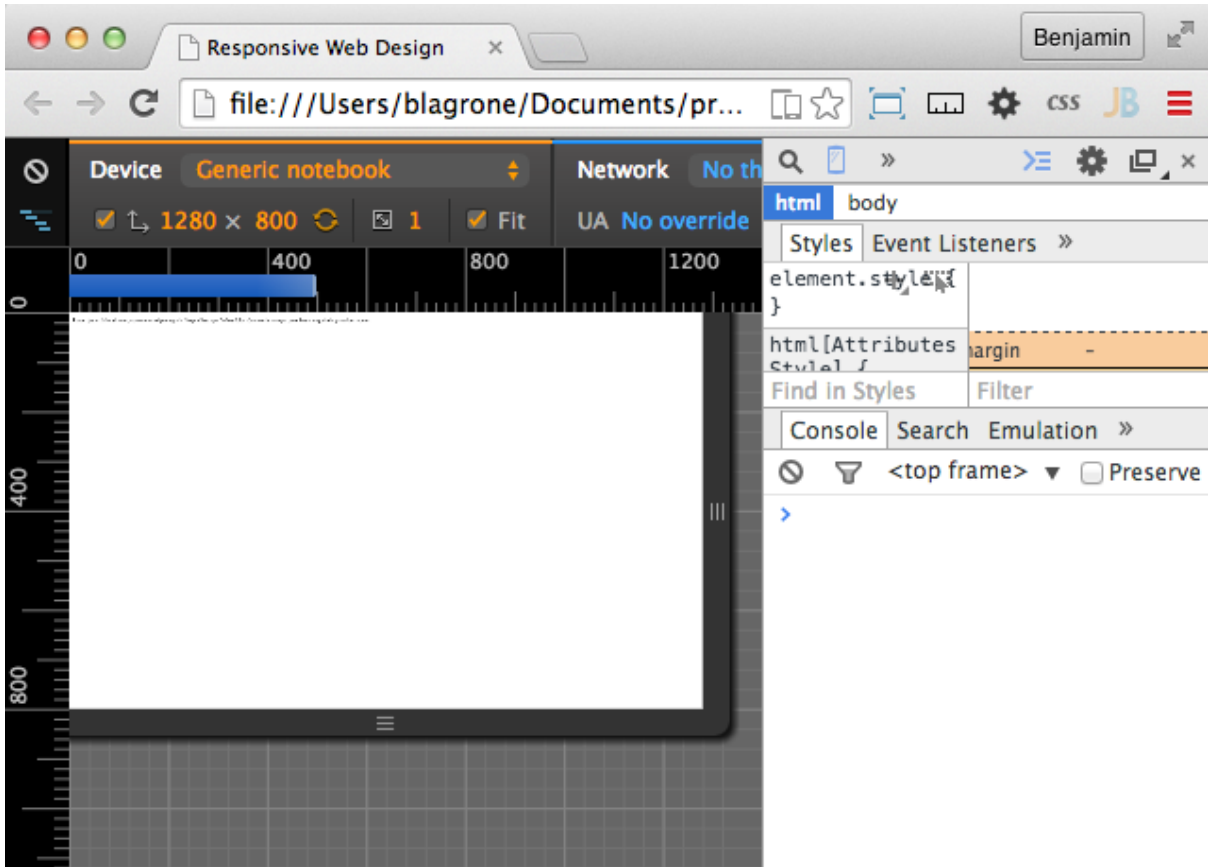 Responsive Web Design ×
Benjamin
file:///Users/blagrone/Documents/pr...
css JB
Device Generic notebook
Network No th
1280 × 800 1 Fit
UA No override
html body
Styles Event Listeners »
element.style {
}
html[Attributes
Style] {
argin -
Find in Styles Filter
Console Search Emulation »
<top frame> ▼ Preserve
>
0 400 800 1200
0
400
800